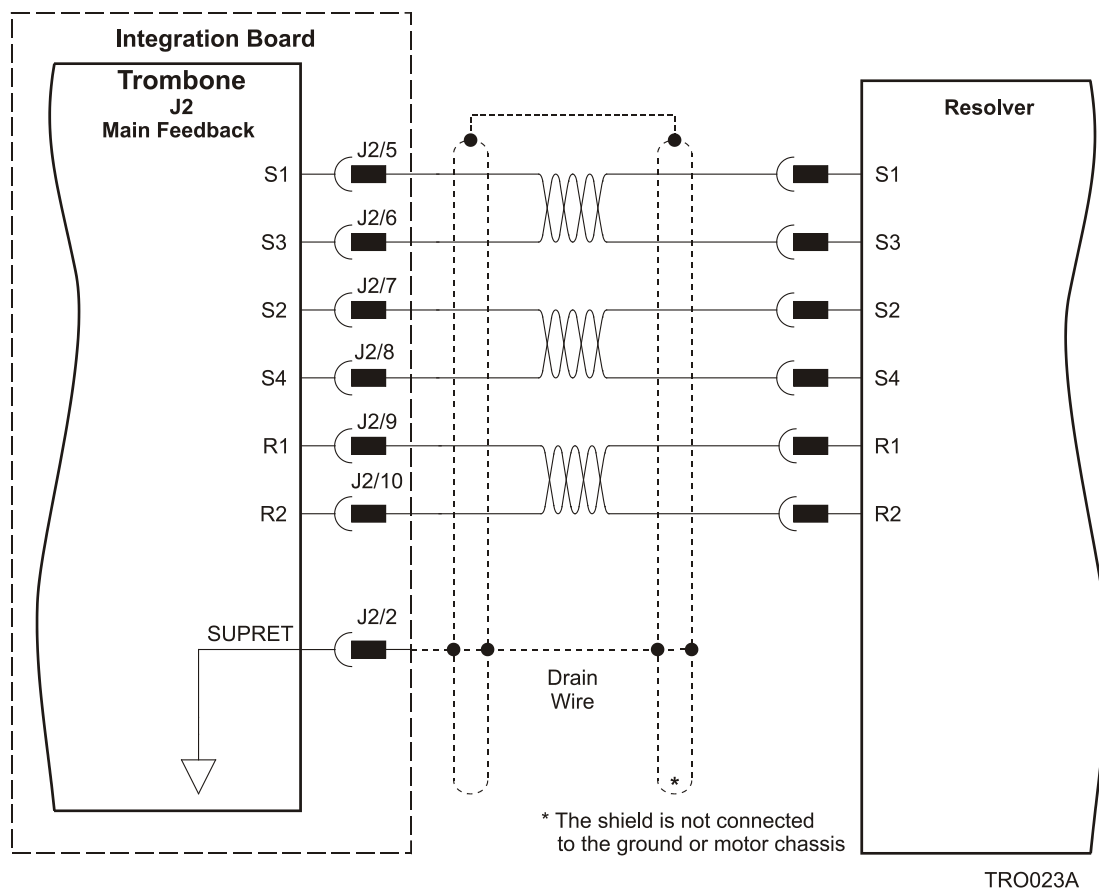 Integration Board
Trombone
J2
Main Feedback
Resolver
S1
J2/5
S1
S3
J2/6
S3
S2
J2/7
S2
S4
J2/8
S4
R1
J2/9
R1
R2
J2/10
R2
SUPRET
J2/2
Drain
Wire
*
* The shield is not connected
to the ground or motor chassis
TRO023A